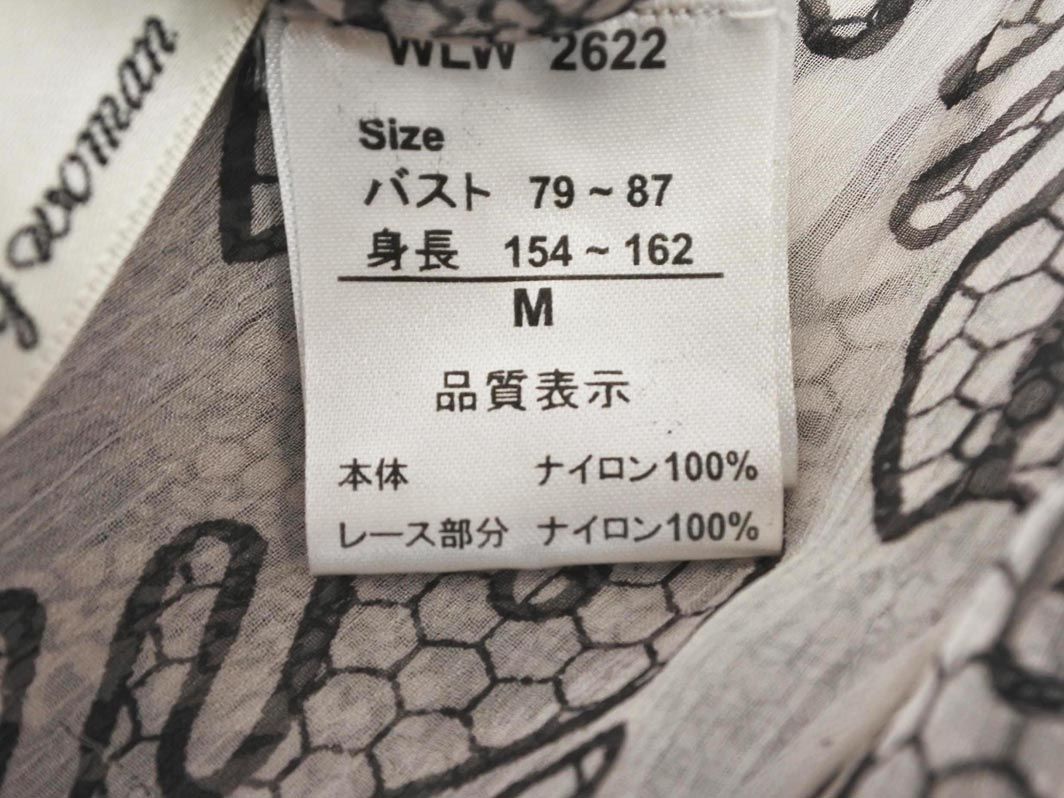 woman
WLW 2622
Size
バスト 79 ~ 87
身長 154 ~ 162
M
品質表示
本体 ナイロン100%
レース部分 ナイロン100%